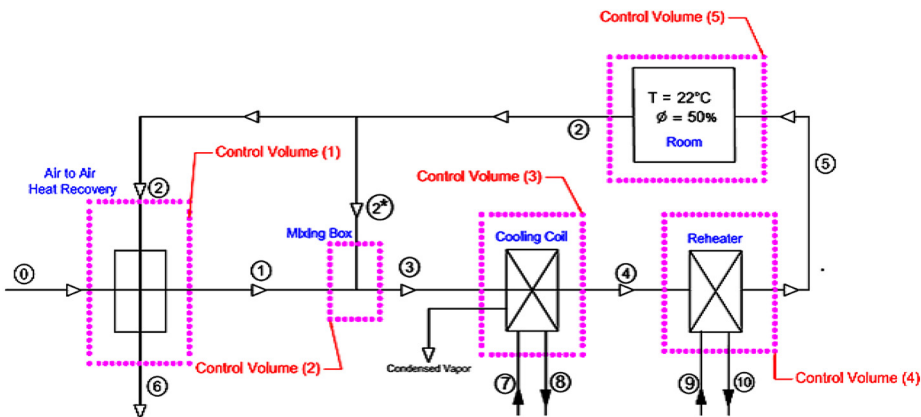 Control Volume (5)
T = 22°C
Ø = 50%
Room
②
Control Volume (1)
Air to Air
Heat Recovery
②
Control Volume (3)
⑤
2*
Mixing Box
Cooling Coil
Reheater
⓪
①
③
④
Control Volume (2)
Condensed Vapor
Control Volume (4)
⑥
⑦
⑧
⑨
⑩